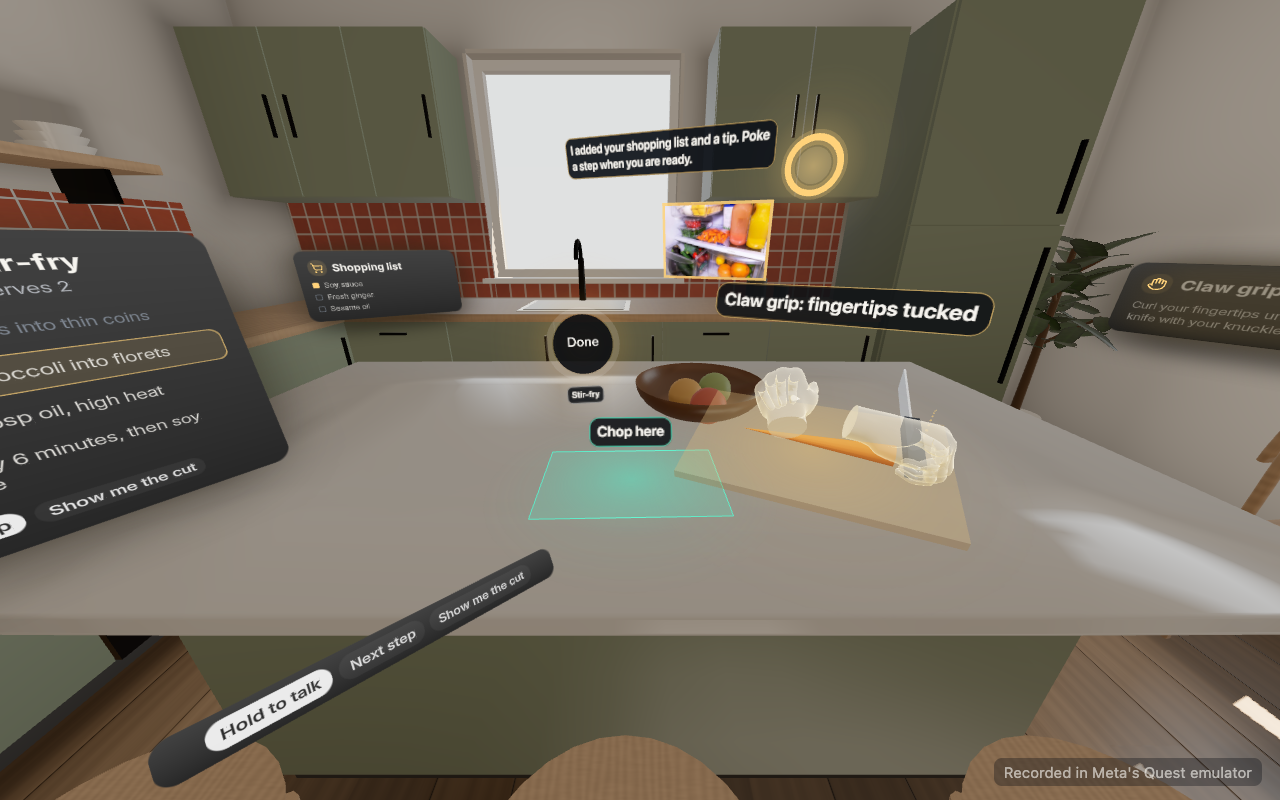 I added your shopping list and a tip. Poke
a step when you are ready.
ir-fry
erves 2
s into thin coins
occoli into florets
osp oil, high heat
y 6 minutes, then soy
e
p
Show me the cut
Shopping list
Soy sauce
Fresh ginger
Sesame oil
Claw grip: fingertips tucked
Claw grip
Curl your fingertips un
knife with your knuckle
Done
Stir-fry
Chop here
Hold to talk
Next step
Show me the cut
Recorded in Meta's Quest emulator